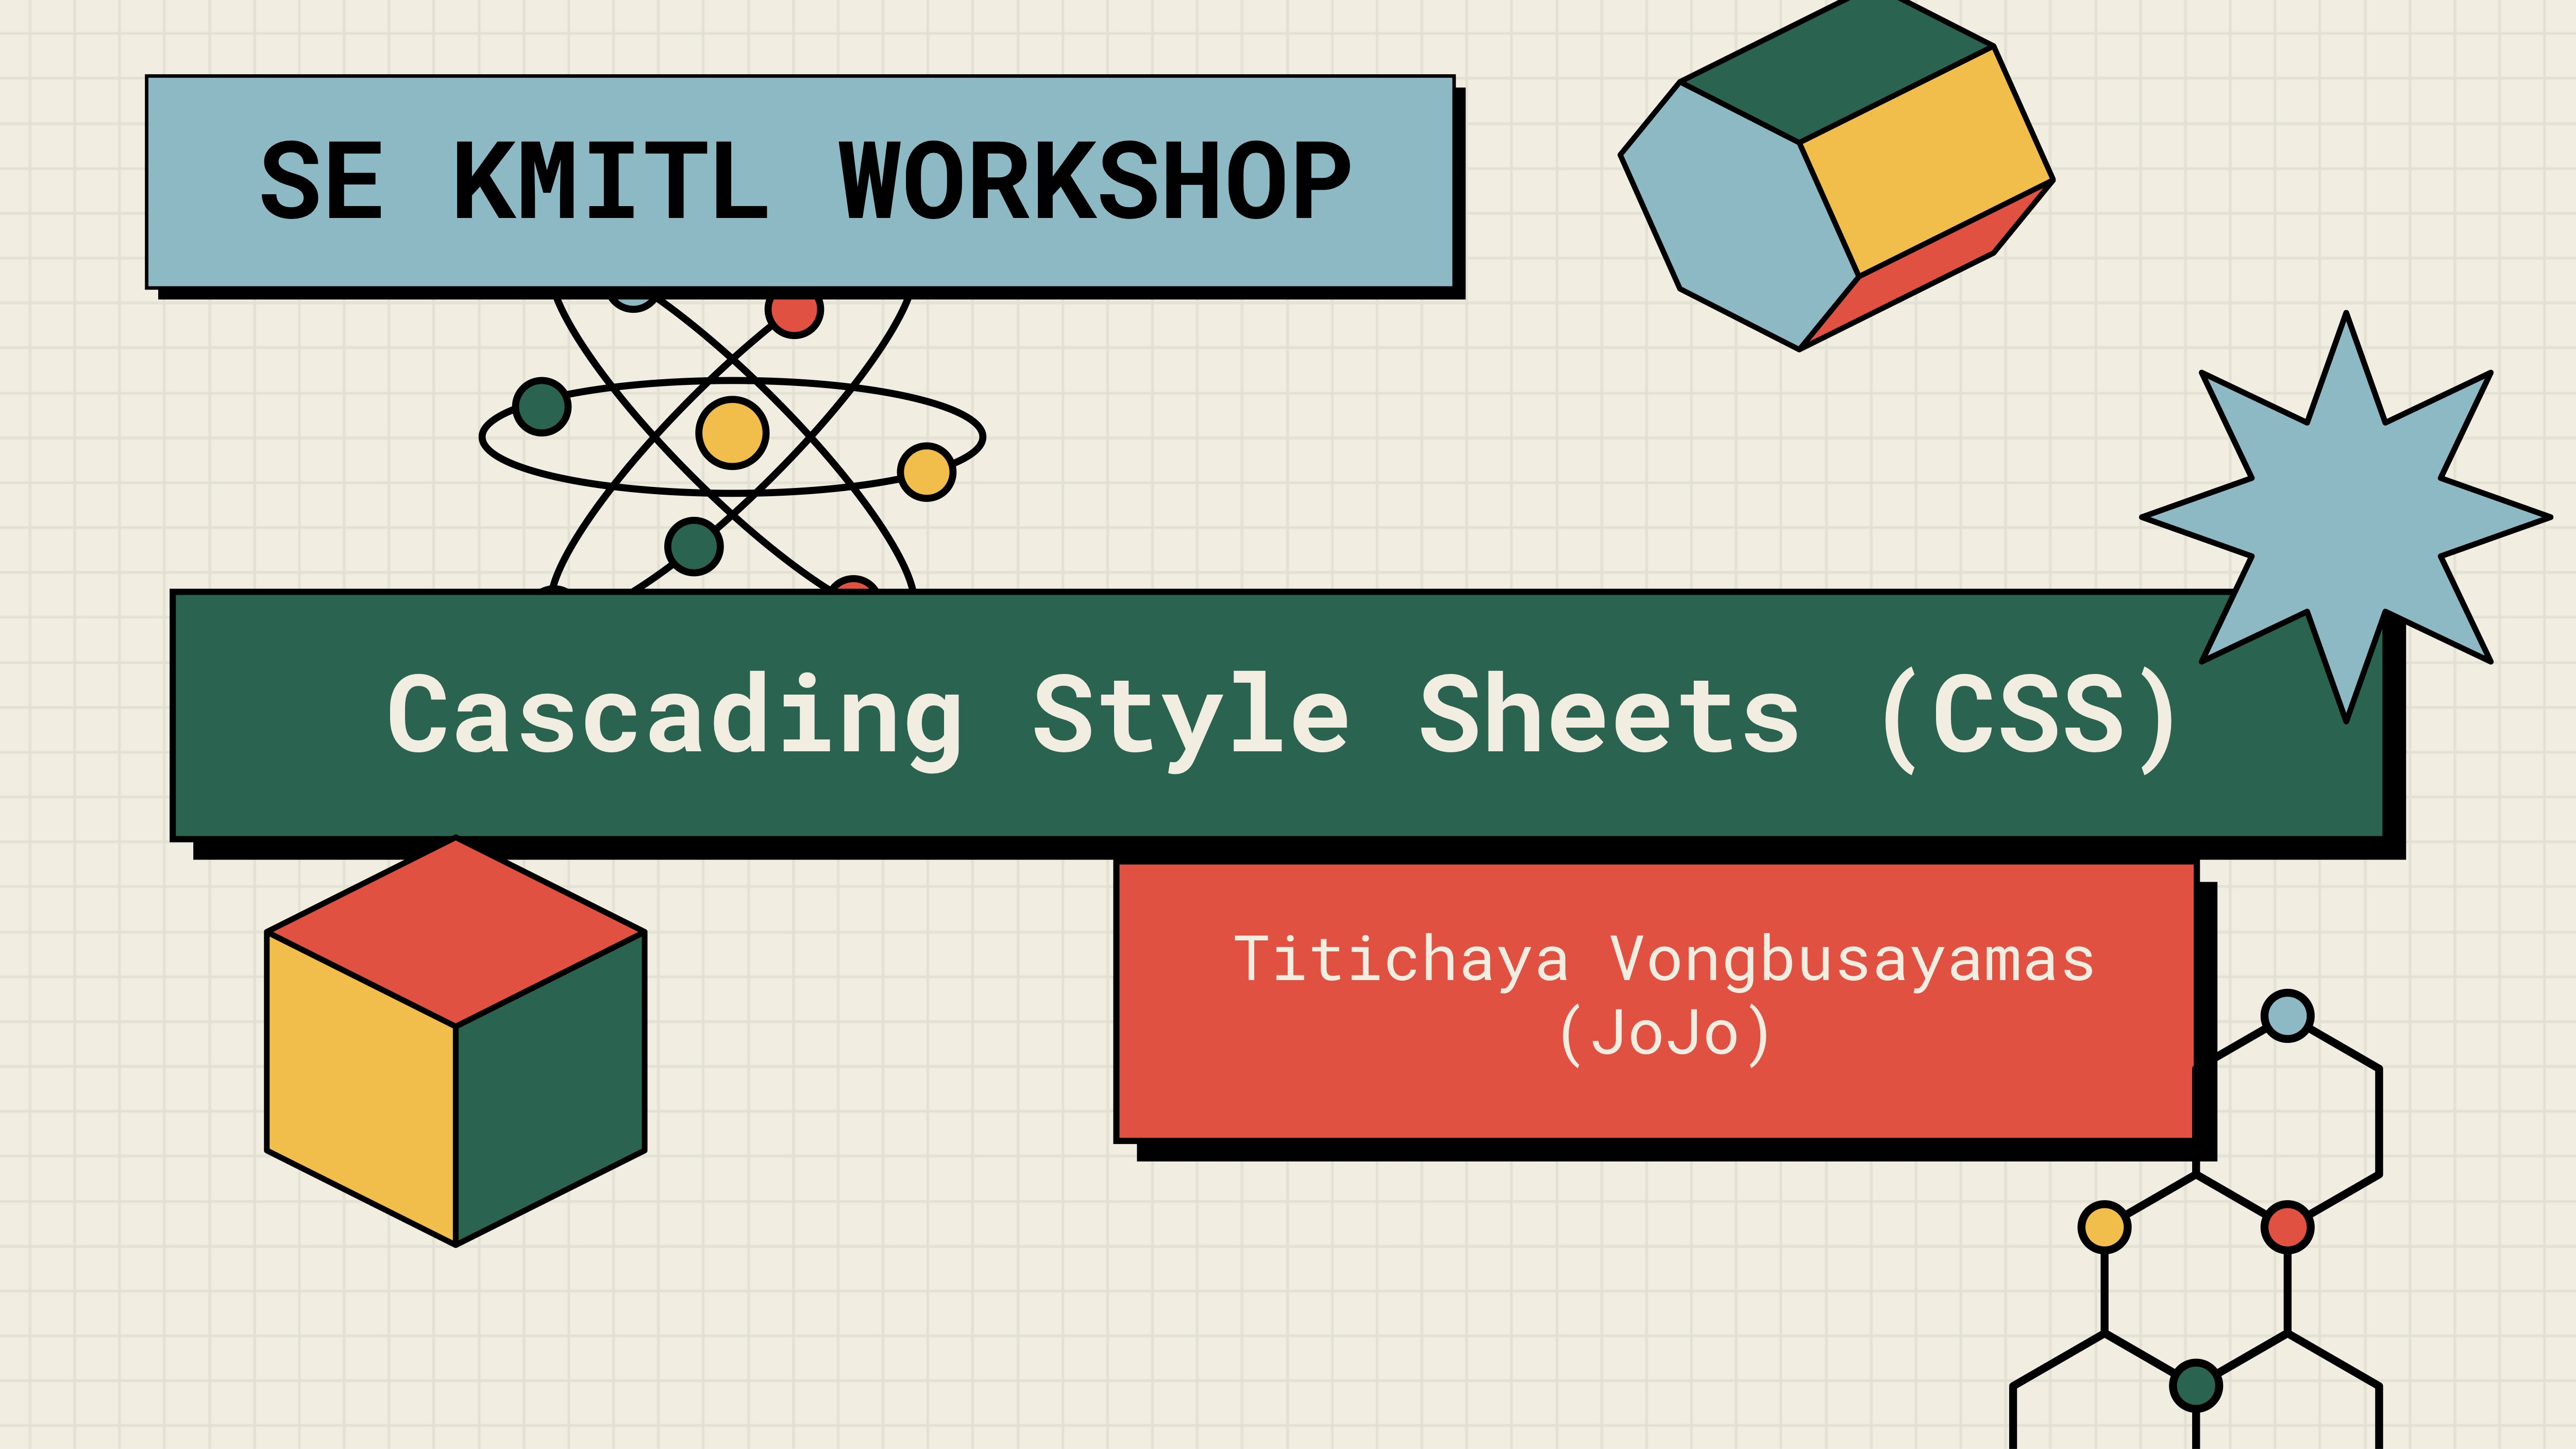 SE KMITL WORKSHOP
Cascading Style Sheets (CSS)
Titichaya Vongbusayamas
(JoJo)